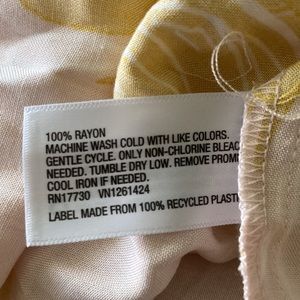 100% RAYON
MACHINE WASH COLD WITH LIKE COLORS.
GENTLE CYCLE. ONLY NON-CHLORINE BLEAC
NEEDED. TUMBLE DRY LOW. REMOVE PROM
COOL IRON IF NEEDED.
RN17730 VN1261424
LABEL MADE FROM 100% RECYCLED PLASTI